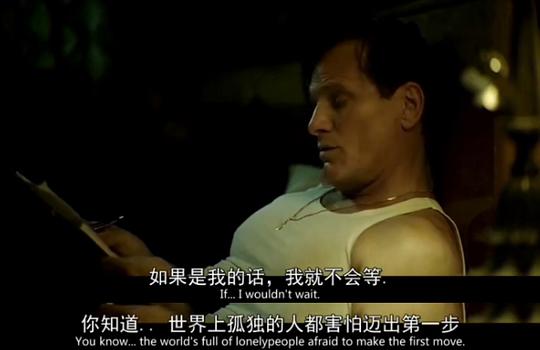 如果是我的话，我就不会等.
If... I wouldn't wait.
你知道．．世界上孤独的人都害怕迈出第一步
You know... the world's full of lonelypeople afraid to make the first move.